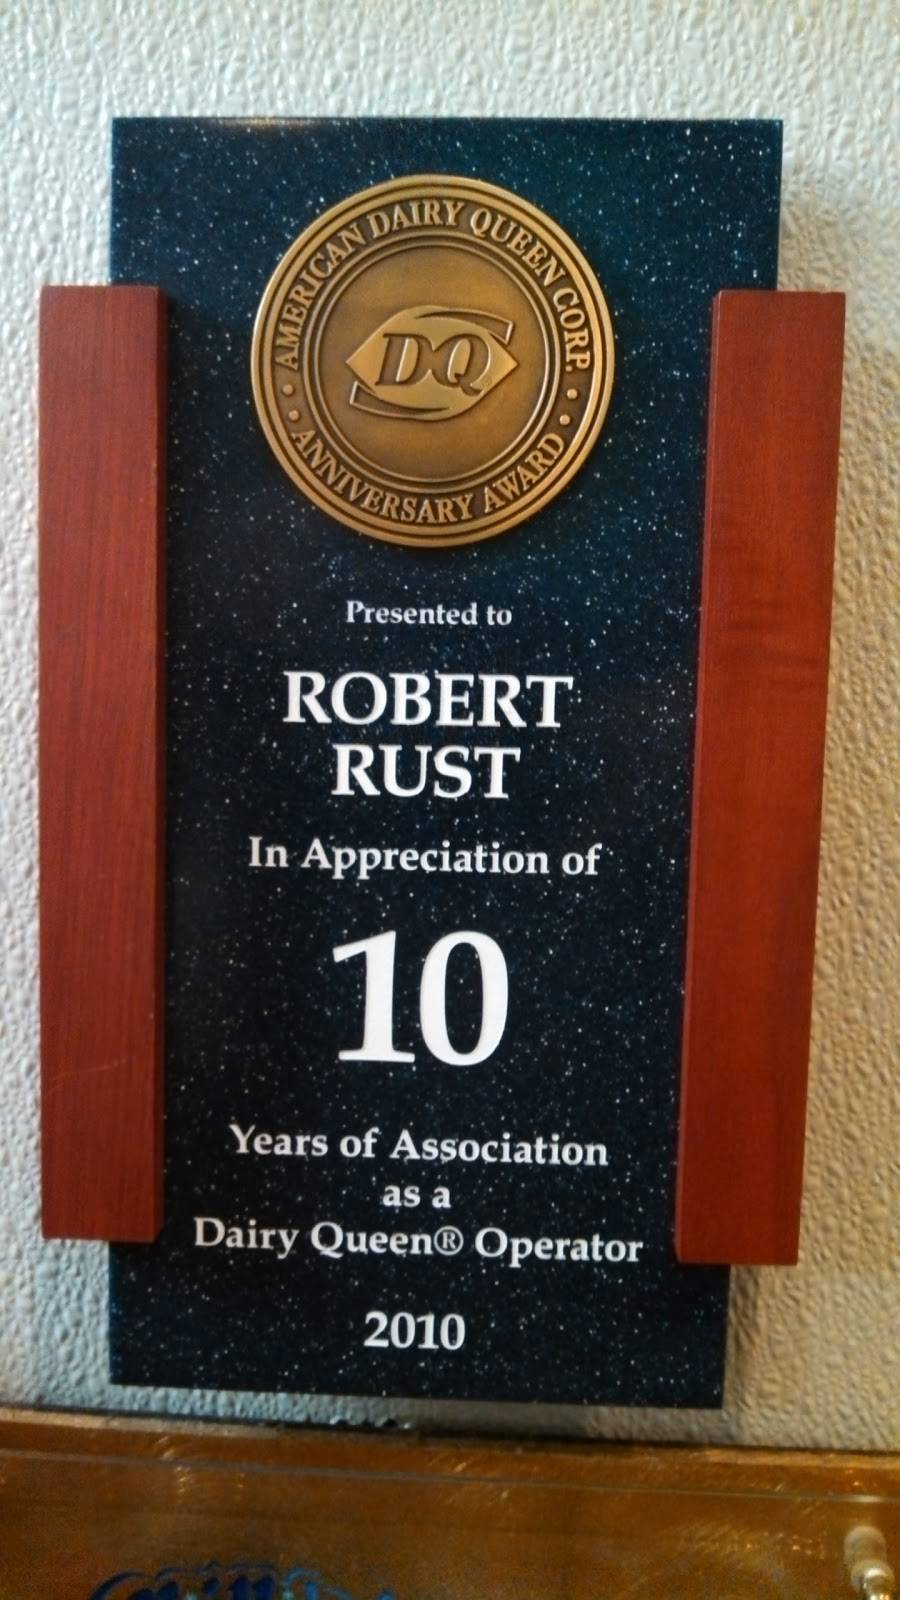 AMERICAN DAIRY QUEEN CORP.
DQ
ANNIVERSARY AWARD
Presented to
ROBERT
RUST
In Appreciation of
10
Years of Association
as a
Dairy Queen® Operator
2010